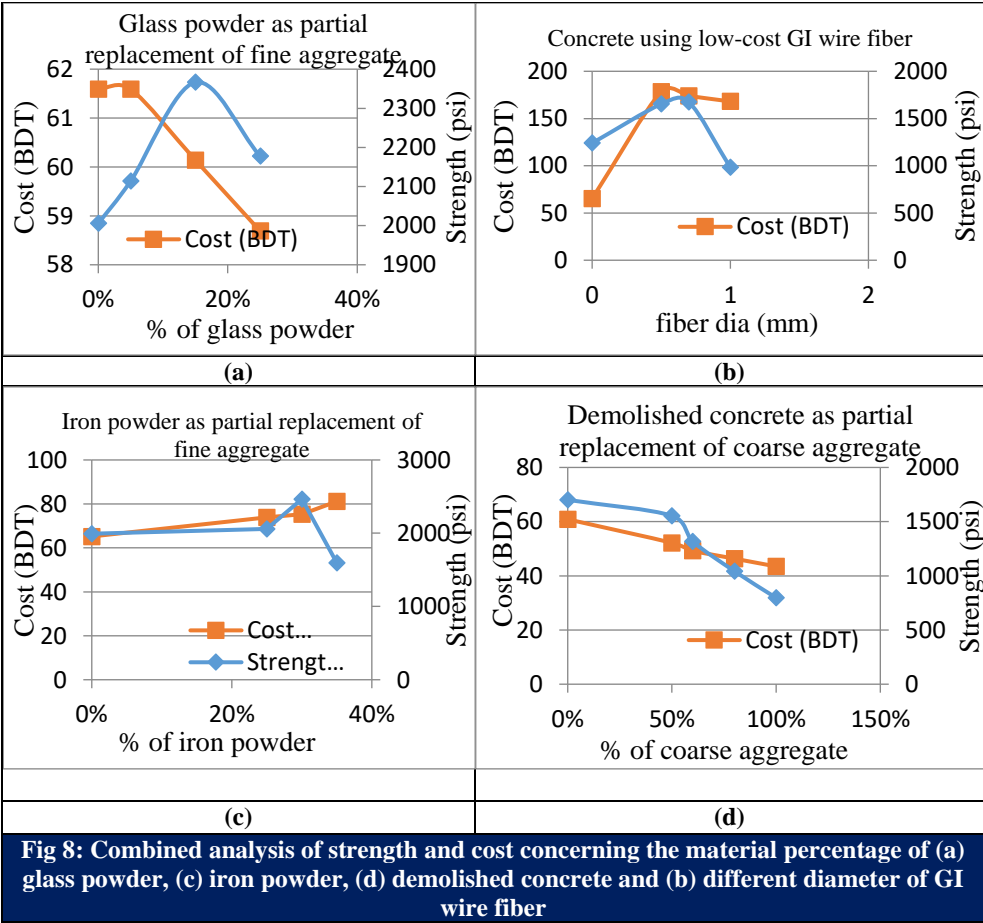 Glass powder as partial
replacement of fine aggregate
62
61
60
59
58
Cost (BDT)
2400
2300
2200
2100
2000
1900
Strength (psi)
Cost (BDT)
0%
20%
40%
% of glass powder
(a)
Concrete using low-cost GI wire fiber
200
150
100
50
0
Cost (BDT)
2000
1500
1000
500
0
Strength (psi)
Cost (BDT)
0
1
2
fiber dia (mm)
(b)
Iron powder as partial replacement of
fine aggregate
100
80
60
40
20
0
Cost (BDT)
3000
2000
1000
0
Strength (psi)
Cost...
Strengt...
0%
20%
40%
% of iron powder
(c)
Demolished concrete as partial
replacement of coarse aggregate
80
60
40
20
0
Cost (BDT)
2000
1500
1000
500
0
Strength (psi)
Cost (BDT)
0%
50%
100%
150%
% of coarse aggregate
(d)
Fig 8: Combined analysis of strength and cost concerning the material percentage of (a)
glass powder, (c) iron powder, (d) demolished concrete and (b) different diameter of GI
wire fiber